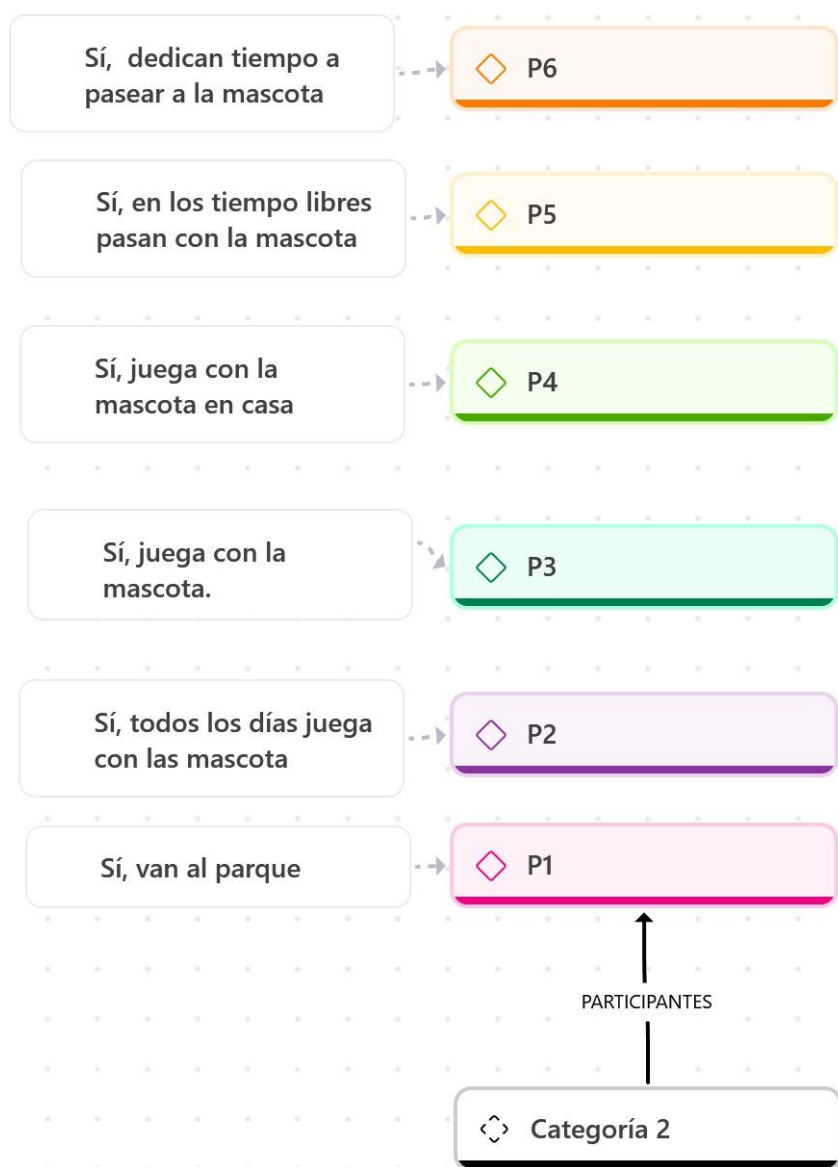 Sí,  dedican tiempo a
pasear a la mascota
P6
Sí, en los tiempo libres
pasan con la mascota
P5
Sí, juega con la
mascota en casa
P4
Sí, juega con la
mascota.
P3
Sí, todos los días juega
con las mascota
P2
Sí, van al parque
P1
PARTICIPANTES
Categoría 2